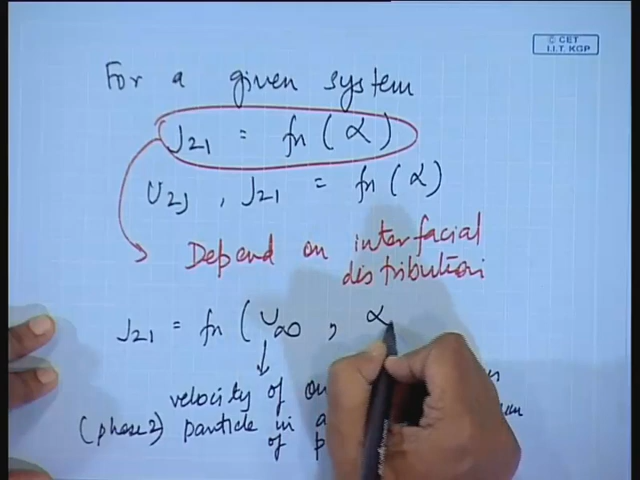 © CET
I.I.T. KGP
For a given system
J21 = fn (α)
U2J , J21 = fn (α)
Depend on interfacial
distribution
J21 = fn ( U∞ , α
velocity of
(phase 2) particle in
of